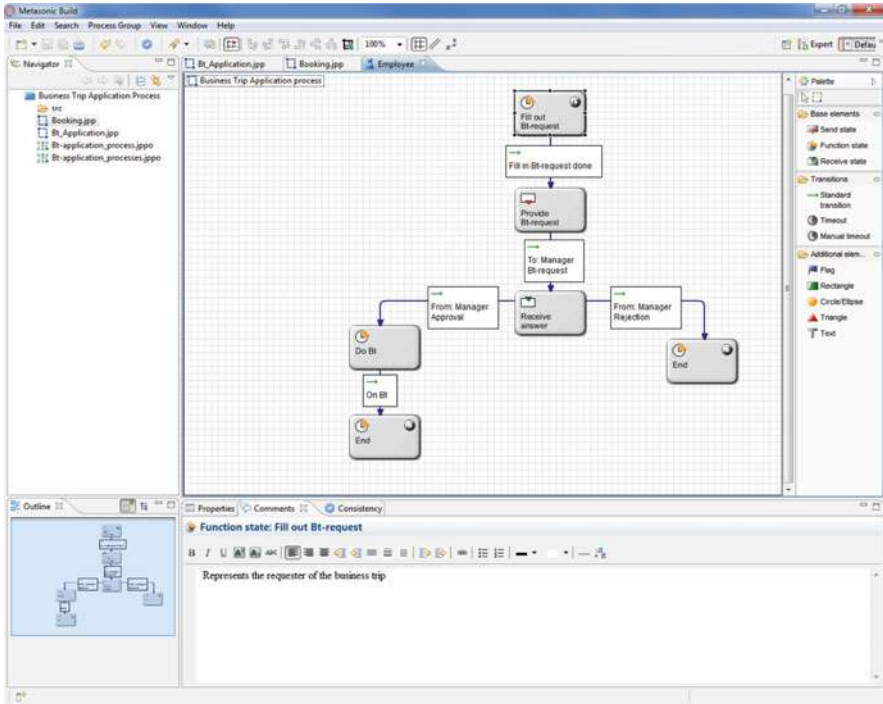 Metasonic Build
File Edit Search Process Group View Window Help
100%
Expert Defau
Navigator
Bt_Application.jpp Booking.jpp Employee
Business Trip Application Process
src
Booking.jpp
Bt_Application.jpp
Bt-application_process.jppo
Bt-application_processes.jppo
Business Trip Application process
Fill out
Bt-request
Fill in Bt-request done
Provide
Bt-request
To: Manager
Bt-request
From: Manager
Approval
Receive
answer
From: Manager
Rejection
Do Bt
On Bt
End
End
Palette
Base elements
Send state
Function state
Receive state
Transitions
Standard
transition
Timeout
Manual timeout
Additional elem...
Flag
Rectangle
Circle/Ellipse
Triangle
Text
Outline
Properties Comments Consistency
Function state: Fill out Bt-request
B I U
Represents the requester of the business trip